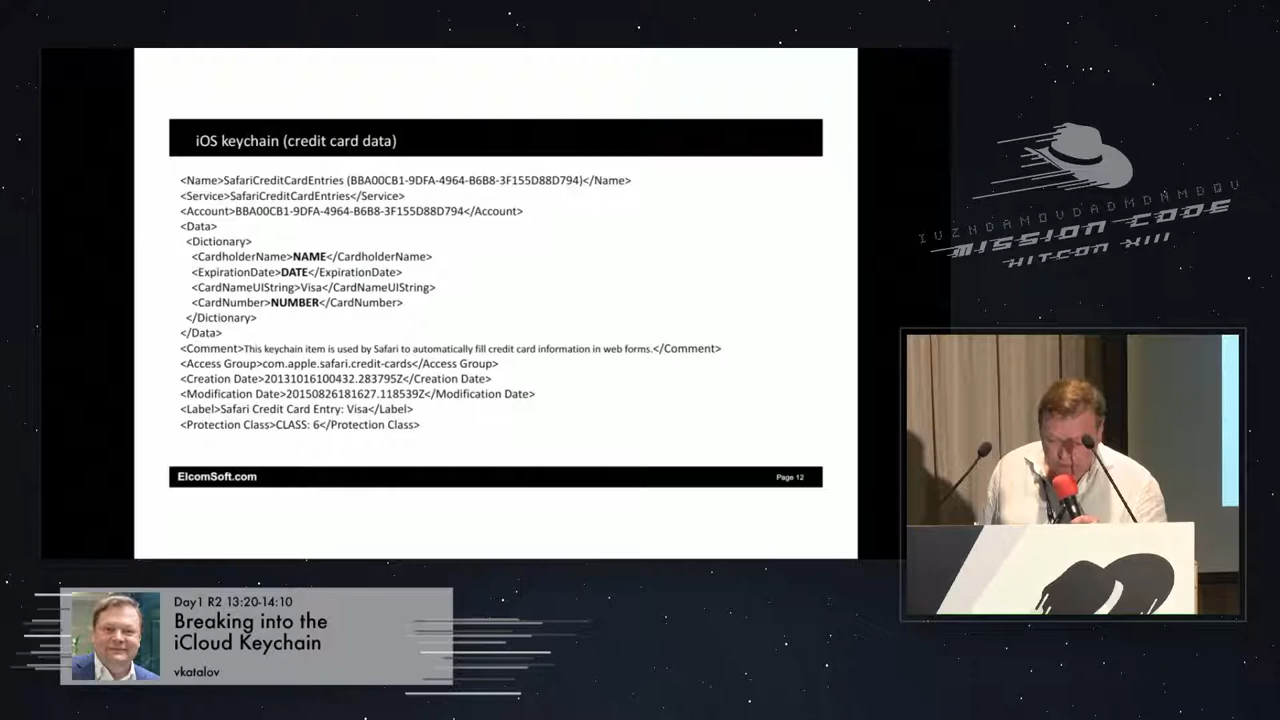 iOS keychain (credit card data)
<Name>SafariCreditCardEntries (BBA00CB1-9DFA-4964-B6B8-3F155D88D794)</Name>
<Service>SafariCreditCardEntries</Service>
<Account>BBA00CB1-9DFA-4964-B6B8-3F155D88D794</Account>
<Data>
<Dictionary>
<CardholderName>NAME</CardholderName>
<ExpirationDate>DATE</ExpirationDate>
<CardNameUIString>Visa</CardNameUIString>
<CardNumber>NUMBER</CardNumber>
</Dictionary>
</Data>
<Comment>This keychain item is used by Safari to automatically fill credit card information in web forms.</Comment>
<Access Group>com.apple.safari.credit-cards</Access Group>
<Creation Date>20131016100432.283795Z</Creation Date>
<Modification Date>20150826181627.118539Z</Modification Date>
<Label>Safari Credit Card Entry: Visa</Label>
<Protection Class>CLASS: 6</Protection Class>
ElcomSoft.com
Page 12
MISSION CODE
HITCON XIII
Day1 R2 13:20-14:10
Breaking into the
iCloud Keychain
vkatalov